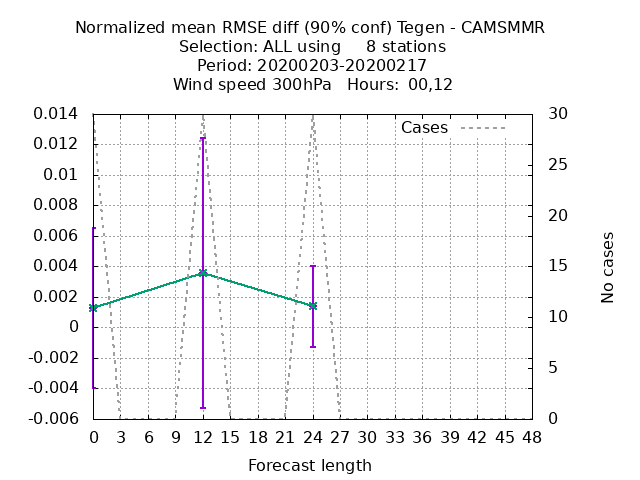 Normalized mean RMSE diff (90% conf) Tegen - CAMSMMR
Selection: ALL using     8 stations
Period: 20200203-20200217
Wind speed 300hPa   Hours:  00,12
Cases
0.014
0.012
0.01
0.008
0.006
0.004
0.002
0
-0.002
-0.004
-0.006
30
25
20
15
10
5
0
No cases
0 3 6 9 12 15 18 21 24 27 30 33 36 39 42 45 48
Forecast length